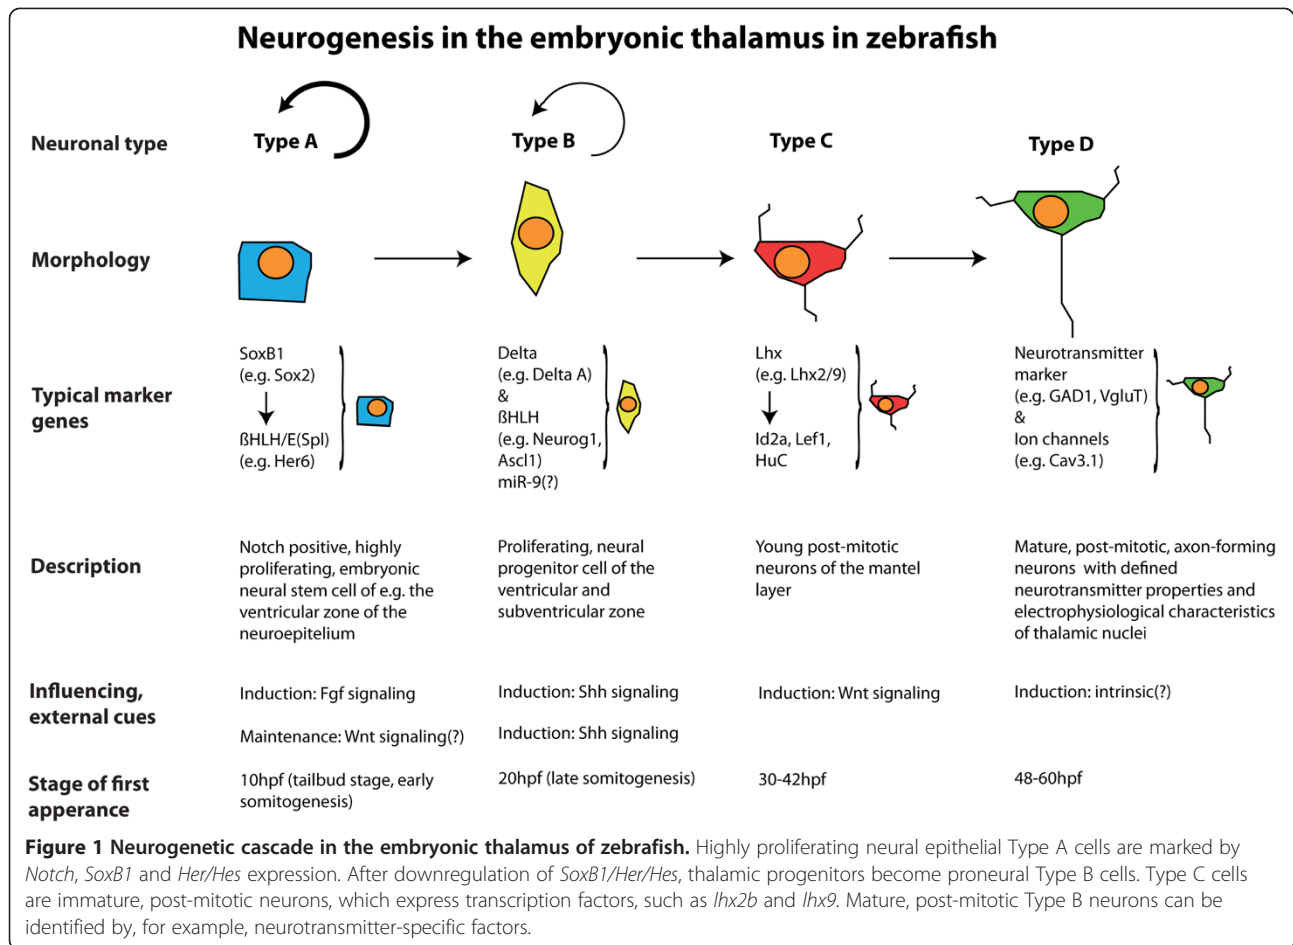 Neurogenesis in the embryonic thalamus in zebrafish
Neuronal type
Type A
Type B
Type C
Type D
Morphology
Typical marker
genes
SoxB1
(e.g. Sox2)
ßHLH/E(Spl)
(e.g. Her6)
Delta
(e.g. Delta A)
&
ßHLH
(e.g. Neurog1,
Ascl1)
miR-9(?)
Lhx
(e.g. Lhx2/9)
Id2a, Lef1,
HuC
Neurotransmitter
marker
(e.g. GAD1, VgluT)
&
Ion channels
(e.g. Cav3.1)
Description
Notch positive, highly
proliferating, embryonic
neural stem cell of e.g. the
ventricular zone of the
neuroepitelium
Proliferating, neural
progenitor cell of the
ventricular and
subventricular zone
Young post-mitotic
neurons of the mantel
layer
Mature, post-mitotic, axon-forming
neurons with defined
neurotransmitter properties and
electrophysiological characteristics
of thalamic nuclei
Influencing,
external cues
Induction: Fgf signaling
Maintenance: Wnt signaling(?)
Induction: Shh signaling
Induction: Shh signaling
Induction: Wnt signaling
Induction: intrinsic(?)
Stage of first
apperance
10hpf (tailbud stage, early
somitogenesis)
20hpf (late somitogenesis)
30-42hpf
48-60hpf
Figure 1 Neurogenetic cascade in the embryonic thalamus of zebrafish. Highly proliferating neural epithelial Type A cells are marked by
Notch, SoxB1 and Her/Hes expression. After downregulation of SoxB1/Her/Hes, thalamic progenitors become proneural Type B cells. Type C cells
are immature, post-mitotic neurons, which express transcription factors, such as lhx2b and lhx9. Mature, post-mitotic Type B neurons can be
identified by, for example, neurotransmitter-specific factors.